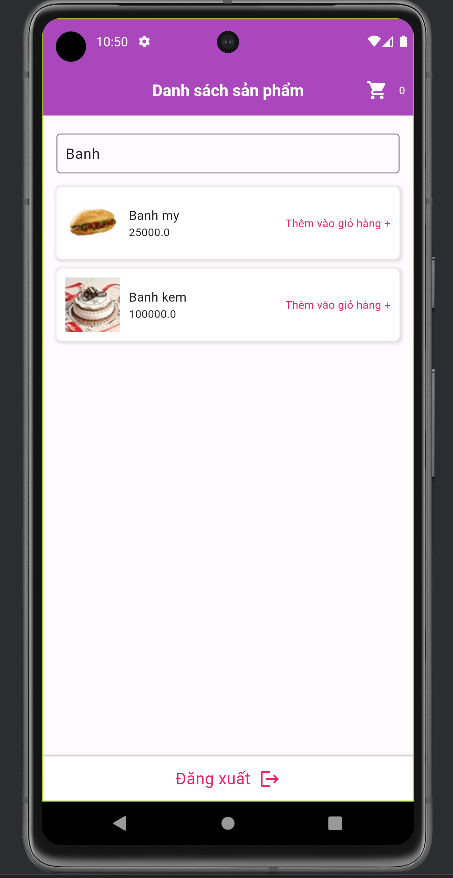 10:50
Danh sách sản phẩm
0
Banh
Banh my
25000.0
Thêm vào giỏ hàng +
Banh kem
100000.0
Thêm vào giỏ hàng +
Đăng xuất